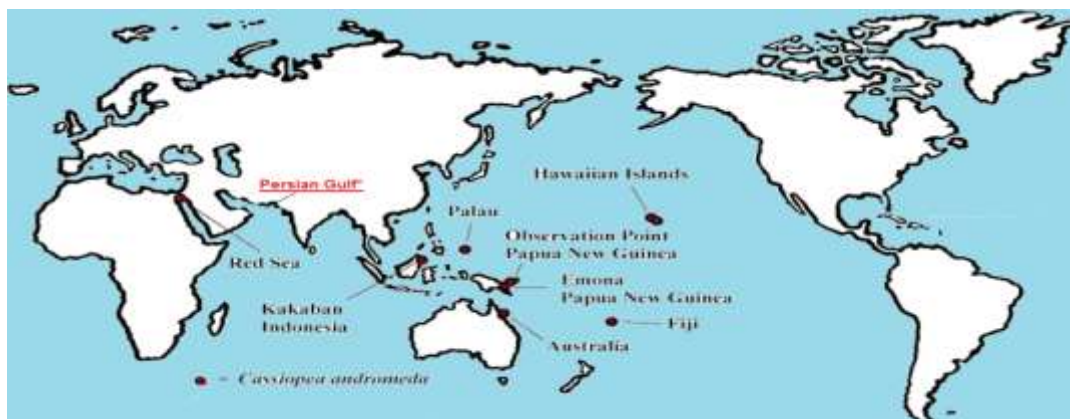 Hawaiian Islands
Persian Gulf"
Palau
Observation Point
Papua New Guinea
Red Sea
Emona
Papua New Guinea
Kakaban
Indonesia
Fiji
Australia
= Cassiopea andromeda